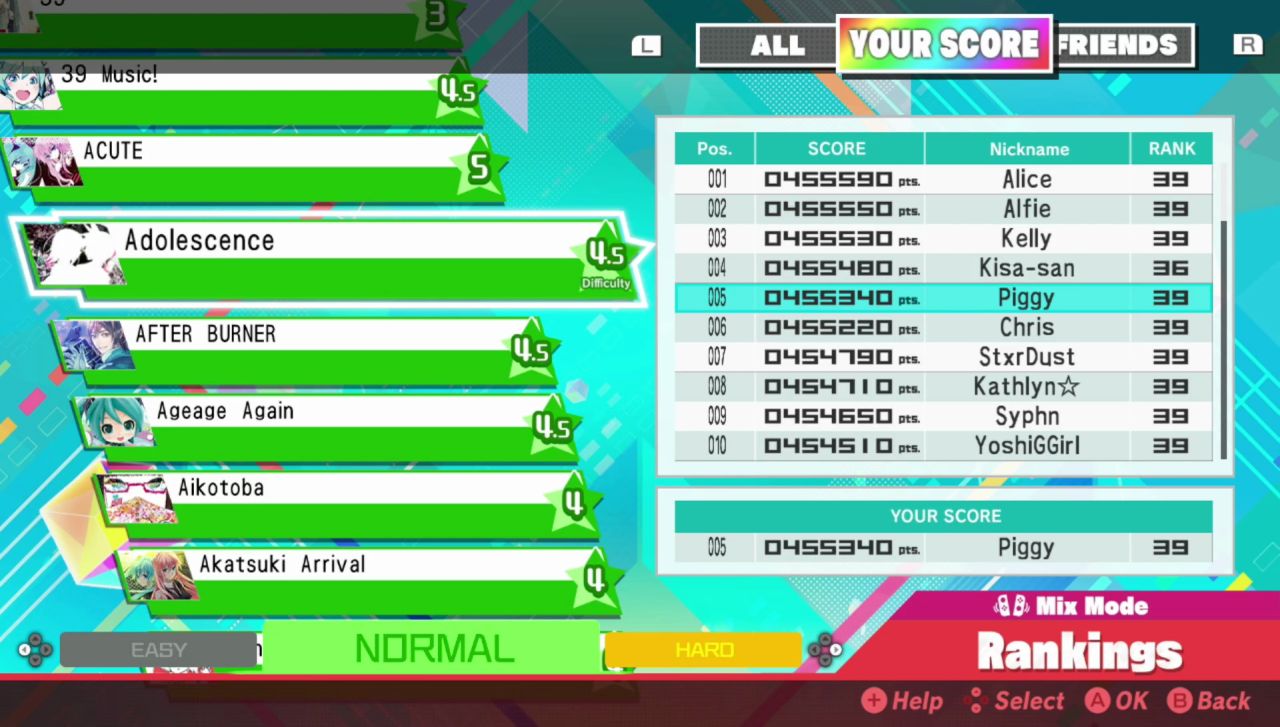 39
3
39 Music!
4.5
ACUTE
5
Adolescence
4.5
Difficulty
AFTER BURNER
4.5
Ageage Again
4.5
Aikotoba
4
Akatsuki Arrival
4
EASY
NORMAL
HARD
L
ALL
YOUR SCORE
FRIENDS
R
Pos. SCORE Nickname RANK
001 0455590 pts. Alice 39
002 0455550 pts. Alfie 39
003 0455530 pts. Kelly 39
004 0455480 pts. Kisa-san 36
005 0455340 pts. Piggy 39
006 0455220 pts. Chris 39
007 0454790 pts. StxrDust 39
008 0454710 pts. Kathlyn☆ 39
009 0454650 pts. Syphn 39
010 0454510 pts. YoshiGGirl 39
YOUR SCORE
005 0455340 pts. Piggy 39
Mix Mode
Rankings
+ Help Select A OK B Back